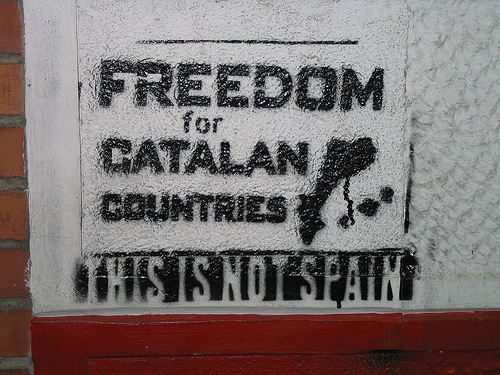 FREEDOM
for
CATALAN
COUNTRIES
THIS IS NOT SPAIN